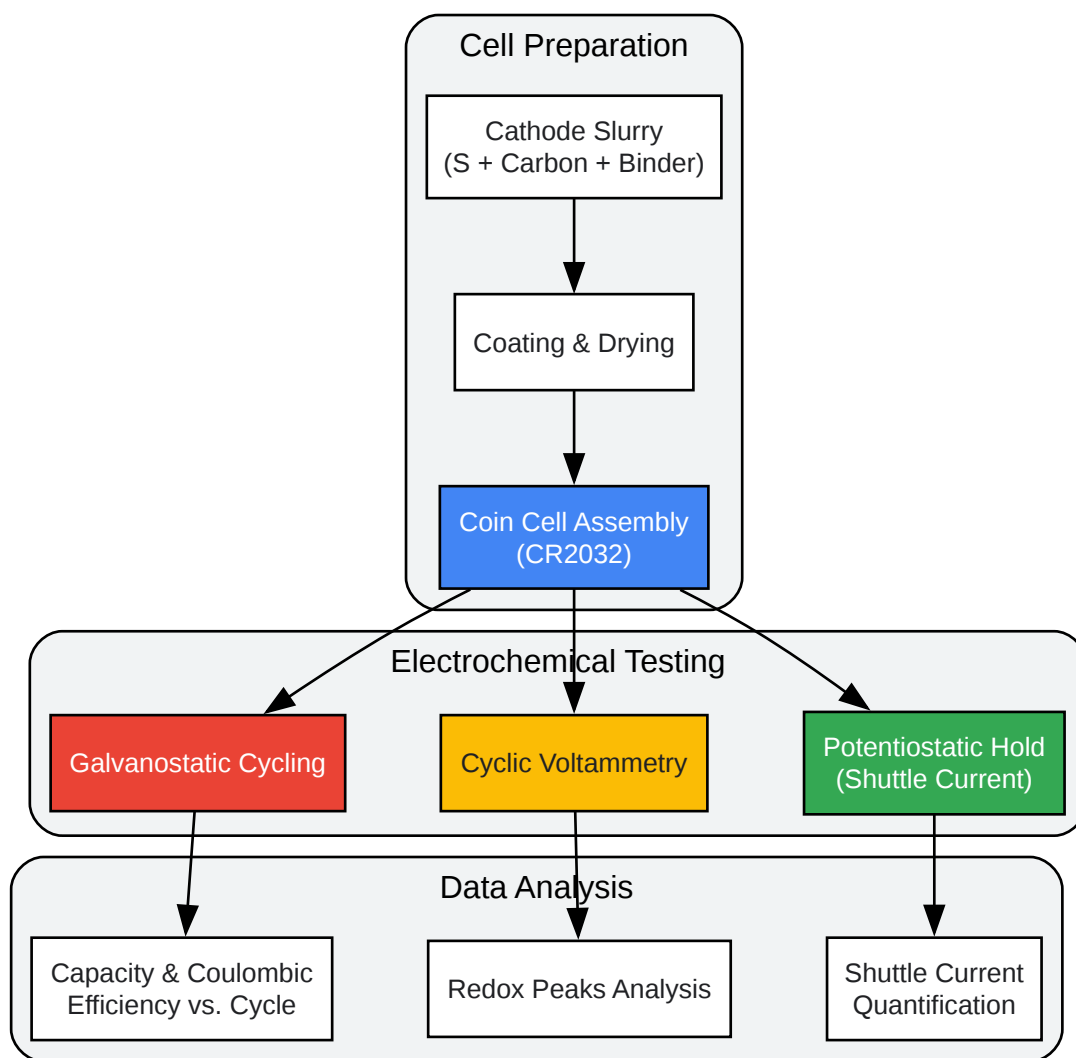 Cell Preparation
Cathode Slurry
(S + Carbon + Binder)
Coating & Drying
Coin Cell Assembly
(CR2032)
Electrochemical Testing
Galvanostatic Cycling
Cyclic Voltammetry
Potentiostatic Hold
(Shuttle Current)
Data Analysis
Capacity & Coulombic
Efficiency vs. Cycle
Redox Peaks Analysis
Shuttle Current
Quantification